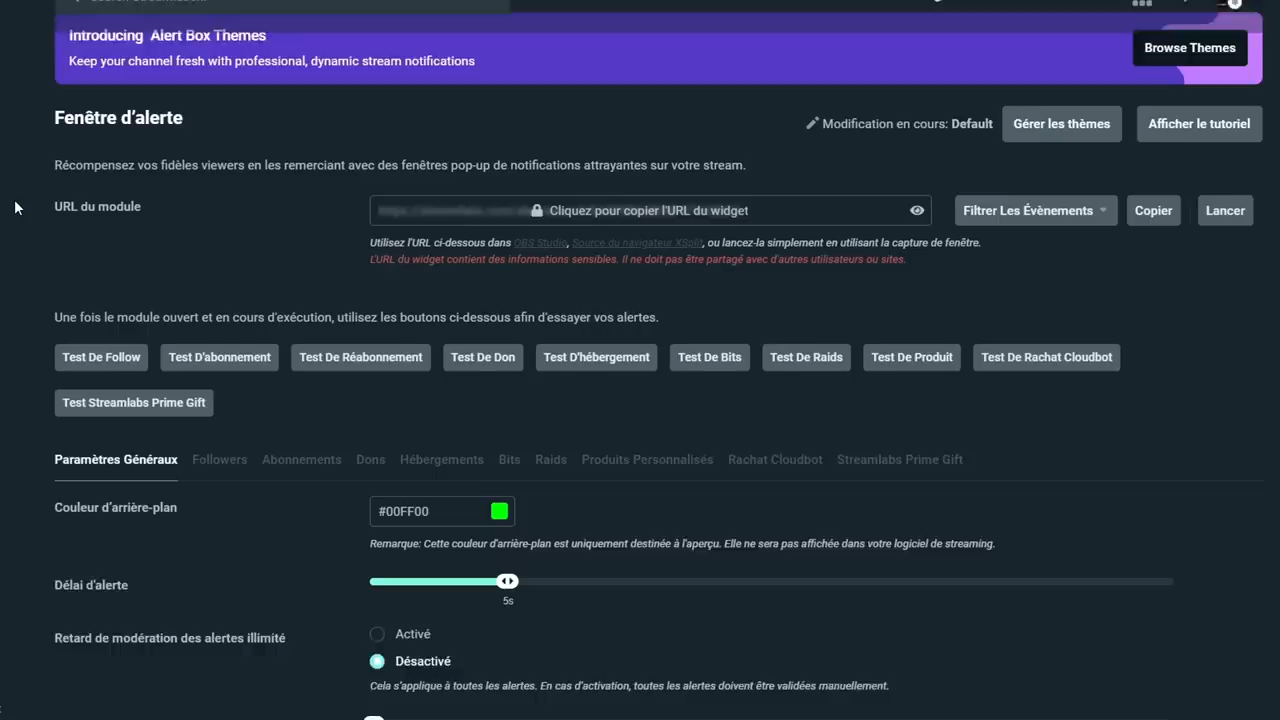 Introducing Alert Box Themes
Keep your channel fresh with professional, dynamic stream notifications
Browse Themes
Fenêtre d'alerte
Modification en cours: Default
Gérer les thèmes
Afficher le tutoriel
Récompensez vos fidèles viewers en les remerciant avec des fenêtres pop-up de notifications attrayantes sur votre stream.
URL du module
Cliquez pour copier l'URL du widget
Filtrer Les Évènements
Copier
Lancer
Utilisez l'URL ci-dessous dans OBS Studio, Source du navigateur XSplit, ou lancez-la simplement en utilisant la capture de fenêtre.
L'URL du widget contient des informations sensibles. Il ne doit pas être partagé avec d'autres utilisateurs ou sites.
Une fois le module ouvert et en cours d'exécution, utilisez les boutons ci-dessous afin d'essayer vos alertes.
Test De Follow
Test D'abonnement
Test De Réabonnement
Test De Don
Test D'hébergement
Test De Bits
Test De Raids
Test De Produit
Test De Rachat Cloudbot
Test Streamlabs Prime Gift
Paramètres Généraux
Followers
Abonnements
Dons
Hébergements
Bits
Raids
Produits Personnalisés
Rachat Cloudbot
Streamlabs Prime Gift
Couleur d'arrière-plan
#00FF00
Remarque: Cette couleur d'arrière-plan est uniquement destinée à l'aperçu. Elle ne sera pas affichée dans votre logiciel de streaming.
Délai d'alerte
5s
Retard de modération des alertes illimité
Activé
Désactivé
Cela s'applique à toutes les alertes. En cas d'activation, toutes les alertes doivent être validées manuellement.